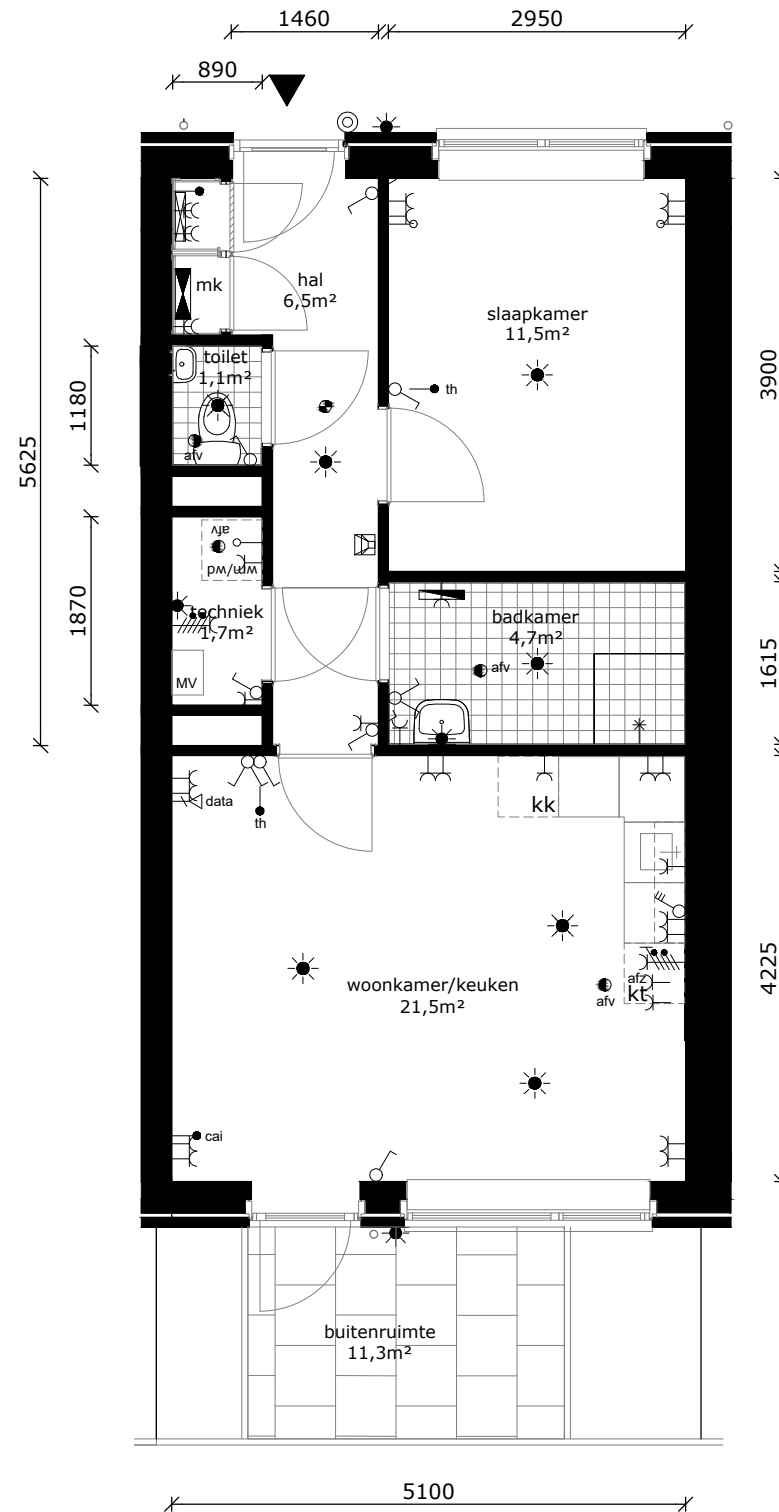 1460
2950
890
mk
hal
6,5m²
slaapkamer
11,5m²
toilet
1,1m²
afv
th
3900
1180
5625
afv
wm/wd
techniek
1,7m²
MV
1870
badkamer
4,7m²
afv
1615
data
th
kk
woonkamer/keuken
21,5m²
afv
afz
kt
4225
cai
buitenruimte
11,3m²
5100